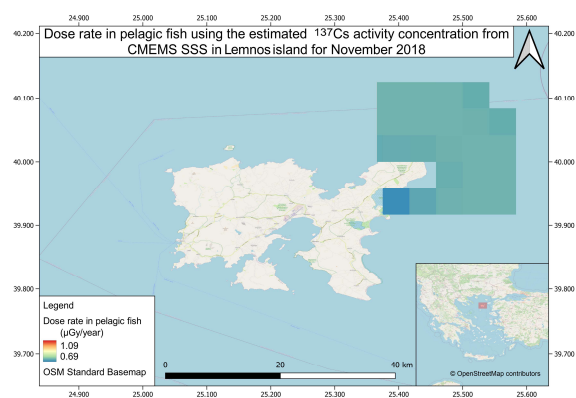 24.900 25.000 25.100 25.200 25.300 25.400 25.500 25.600
Dose rate in pelagic fish using the estimated ¹³⁷Cs activity concentration from
CMEMS SSS in Lemnos island for November 2018
40.200 40.200
40.100 40.100
40.000 40.000
39.900 39.900
39.800 39.800
39.700 39.700
Legend
Dose rate in pelagic fish
(µGy/year)
1.09
0.69
OSM Standard Basemap
0 20 40 km
© OpenStreetMap contributors
24.900 25.000 25.100 25.200 25.300 25.400 25.500 25.600